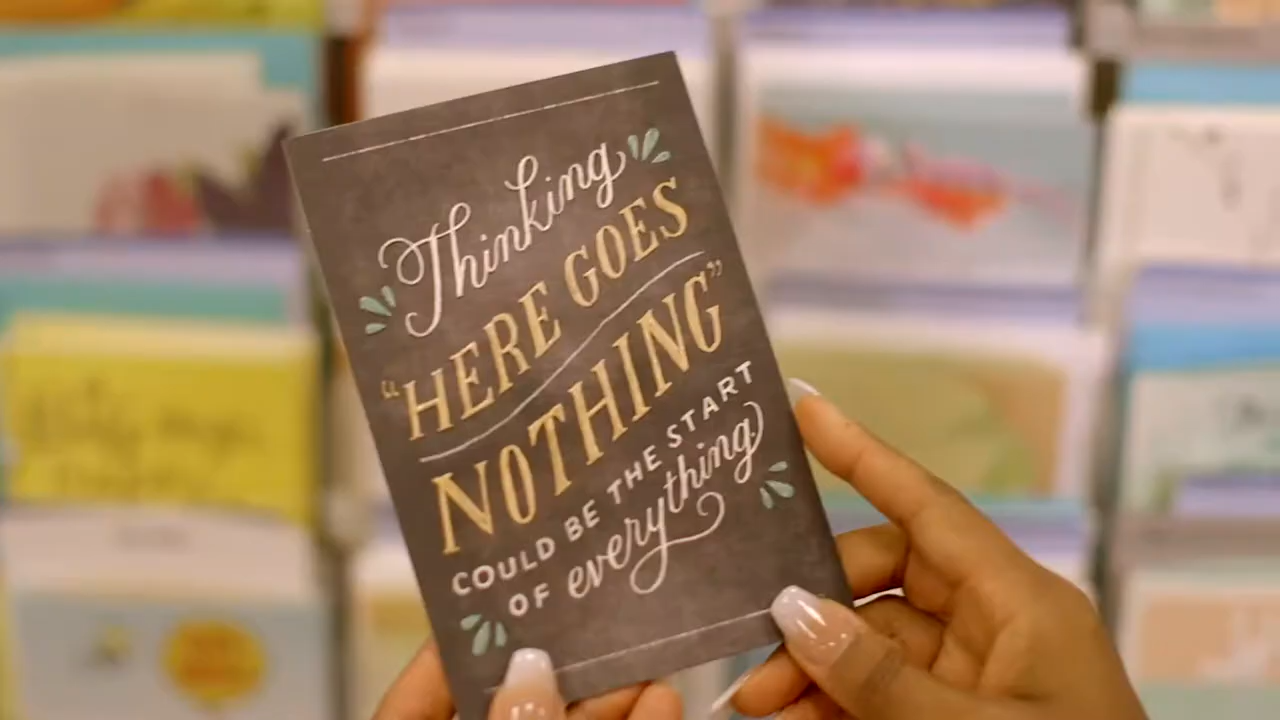 Thinking
"HERE GOES
NOTHING"
COULD BE THE START
OF everything.